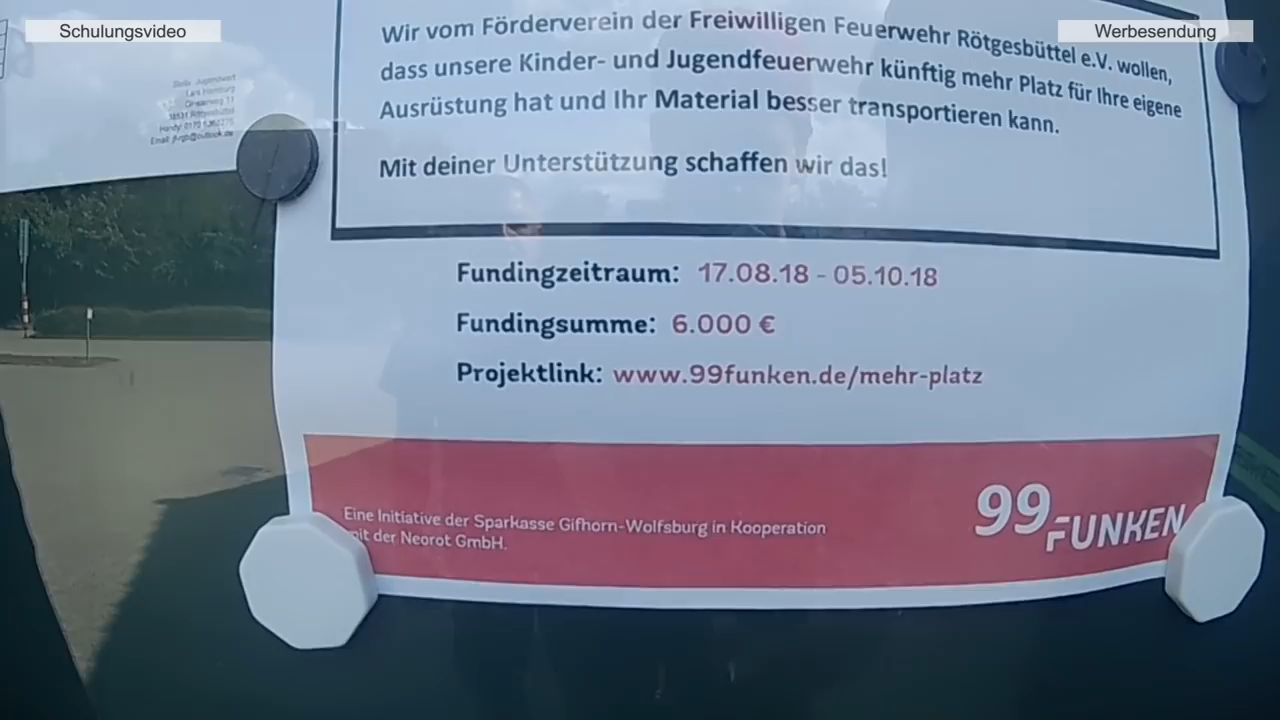 Schulungsvideo
Werbesendung
Wir vom Förderverein der Freiwilligen Feuerwehr Rötgesbüttel e.V. wollen,
dass unsere Kinder- und Jugendfeuerwehr künftig mehr Platz für Ihre eigene
Ausrüstung hat und Ihr Material besser transportieren kann.
Mit deiner Unterstützung schaffen wir das!
Fundingzeitraum: 17.08.18 - 05.10.18
Fundingsumme: 6.000 €
Projektlink: www.99funken.de/mehr-platz
Eine Initiative der Sparkasse Gifhorn-Wolfsburg in Kooperation
mit der Neorot GmbH.
99 FUNKEN